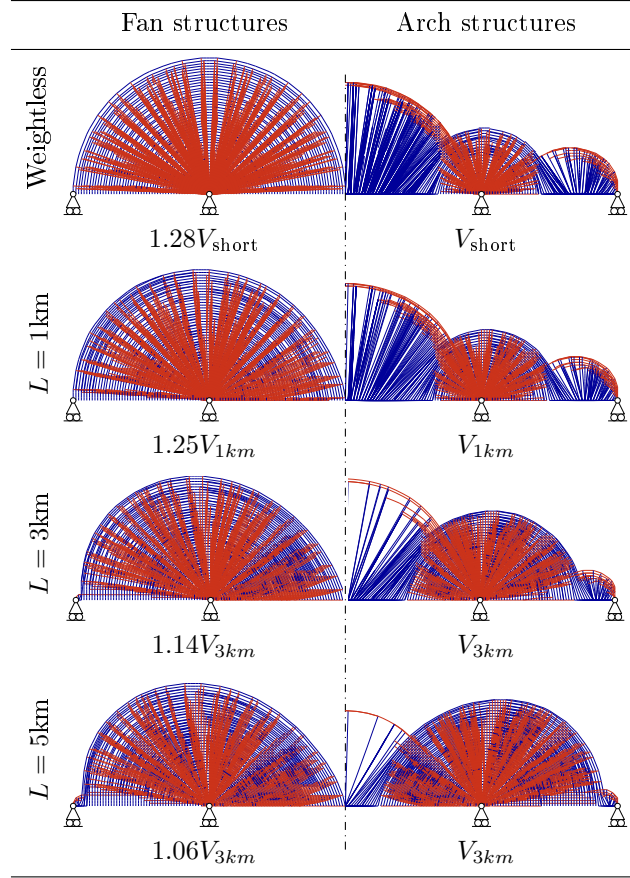 Fan structures Arch structures
Weightless
1.28V_short V_short
L = 1km
1.25V_1km V_1km
L = 3km
1.14V_3km V_3km
L = 5km
1.06V_3km V_3km